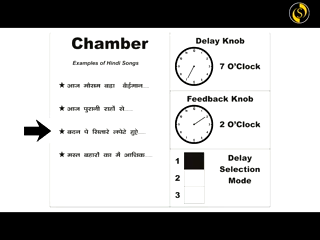 Chamber
Examples of Hindi Songs
★ आज मौसम बड़ा बेईमान....
★ आज पुरानी राहों से....
★ बदन पे सितारे लपेटे हुऐ....
★ मस्त बहारों का मैं आशिक....
Delay Knob
7 O'Clock
Feedback Knob
2 O'Clock
1
2
3
Delay
Selection
Mode